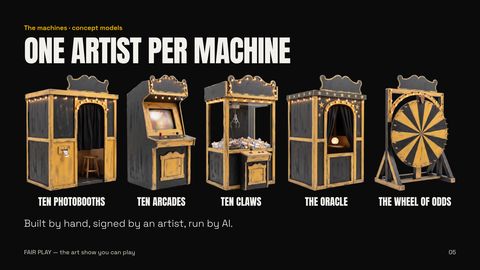 The machines · concept models
ONE ARTIST PER MACHINE
TEN PHOTOBOOTHS
TEN ARCADES
TEN CLAWS
THE ORACLE
THE WHEEL OF ODDS
Built by hand, signed by an artist, run by AI.
FAIR PLAY — the art show you can play
05